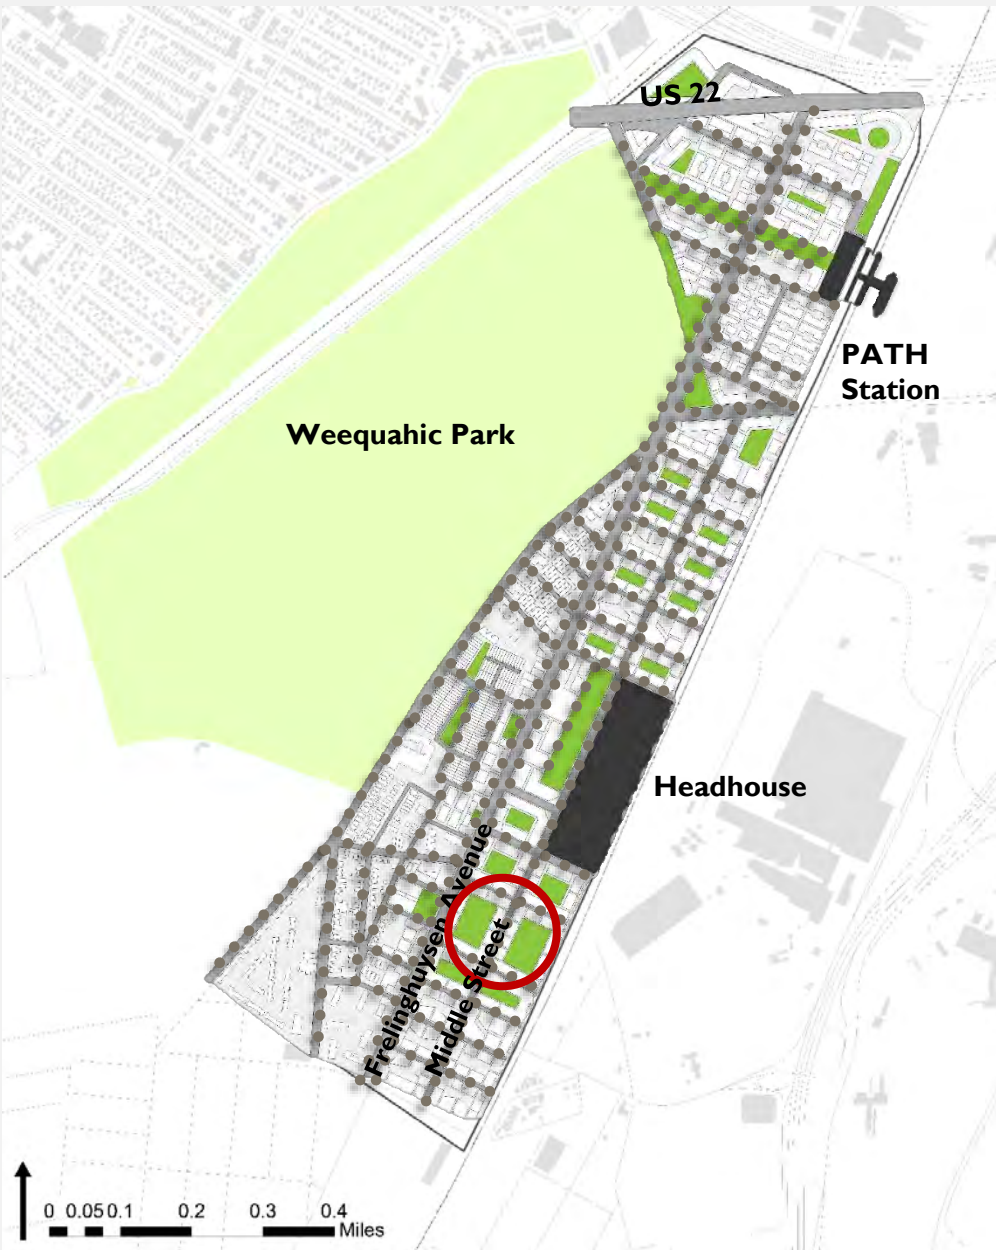 US 22
PATH
Station
Weequahic Park
Headhouse
Frelinghuysen Avenue
Middle Street
0 0.05 0.1 0.2 0.3 0.4
Miles